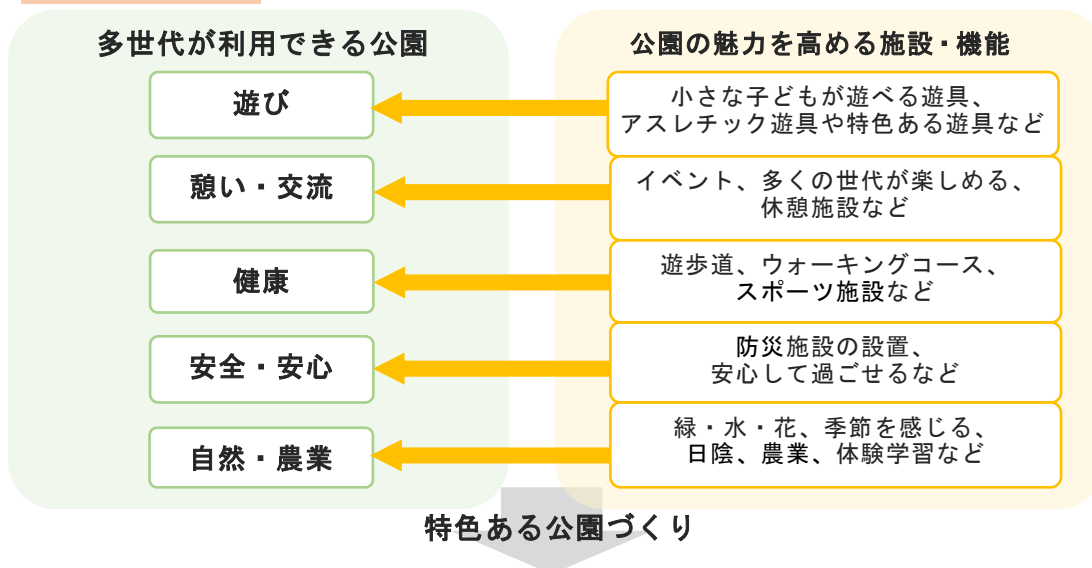 多世代が利用できる公園
公園の魅力を高める施設・機能
遊び
小さな子どもが遊べる遊具、
アスレチック遊具や特色ある遊具など
憩い・交流
イベント、多くの世代が楽しめる、
休憩施設など
健康
遊歩道、ウォーキングコース、
スポーツ施設など
安全・安心
防災施設の設置、
安心して過ごせるなど
自然・農業
緑・水・花、季節を感じる、
日陰、農業、体験学習など
特色ある公園づくり